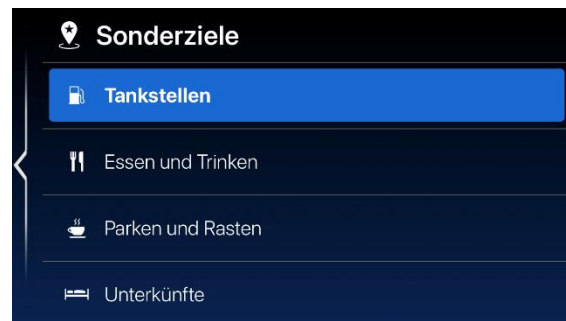 Sonderziele
Tankstellen
Essen und Trinken
Parken und Rasten
Unterkünfte